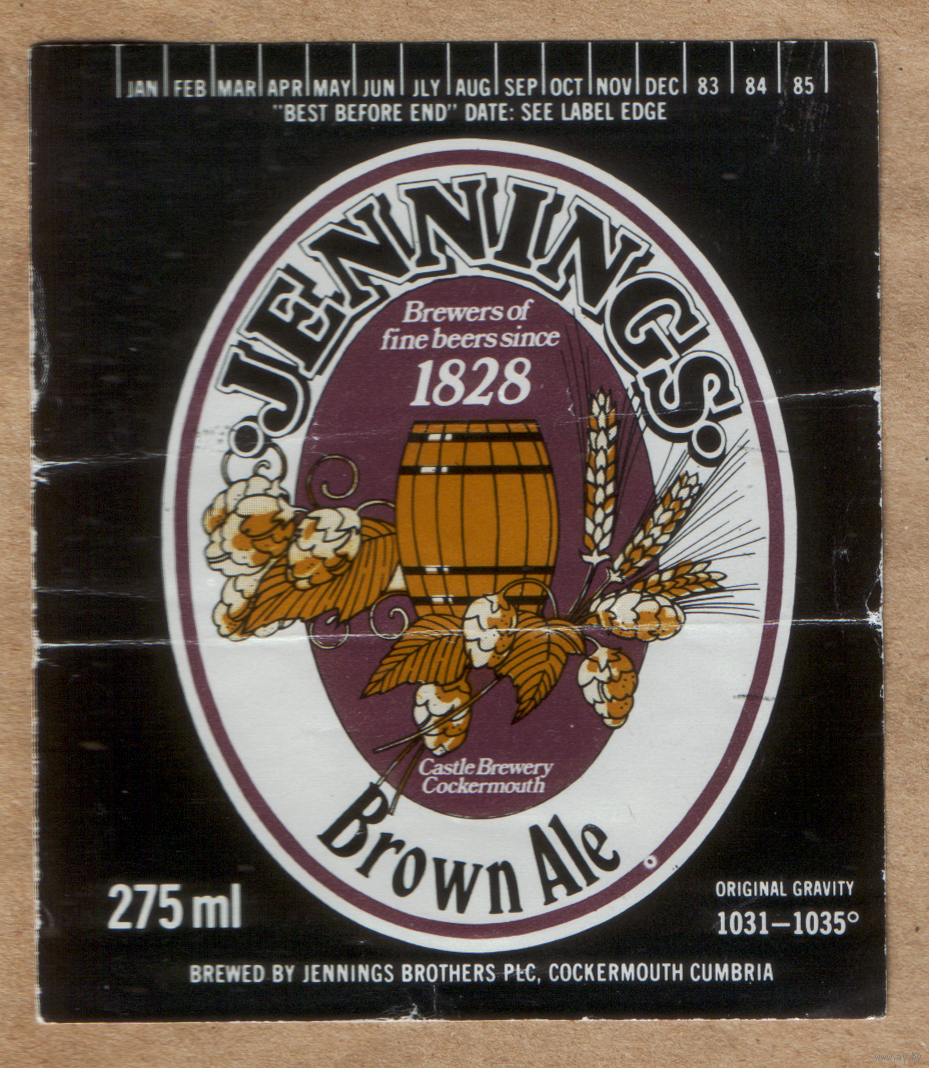 JAN FEB MAR APR MAY JUN JLY AUG SEP OCT NOV DEC 83 84 85
"BEST BEFORE END" DATE: SEE LABEL EDGE
·JENNINGS·
Brewers of
fine beers since
1828
Castle Brewery
Cockermouth
Brown Ale
275 ml
ORIGINAL GRAVITY
1031–1035°
BREWED BY JENNINGS BROTHERS PLC, COCKERMOUTH CUMBRIA